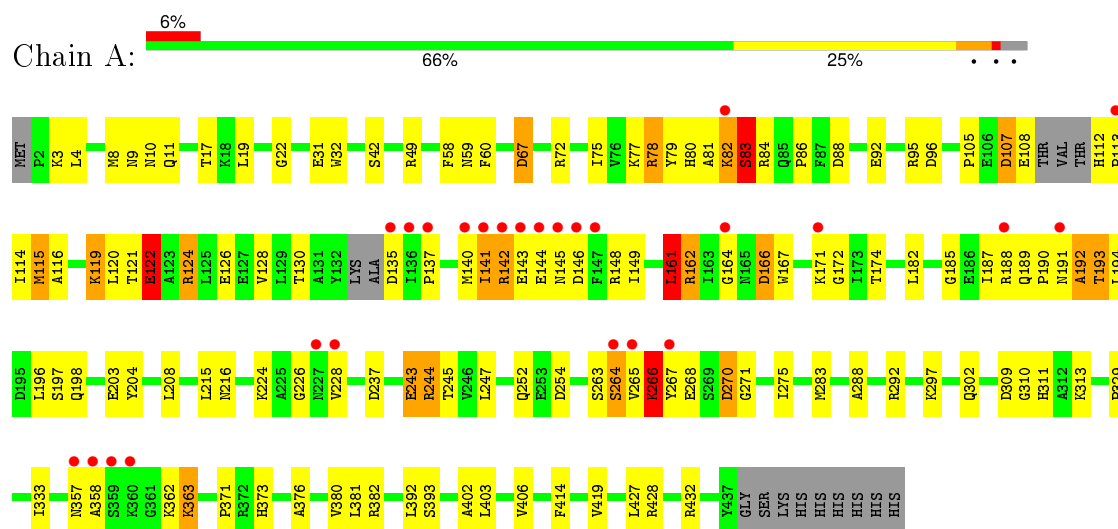 6%
Chain A:
66% 25% • • •
MET P2 K3 L4 M8 N9 N10 Q11 T17 K18 L19 G22 E31 W32 S42 R49 F58 N59 F60 D67 R72 I75 V76 K77 R78 Y79 H80 A81 K82 S83 R84 Q85 P86 F87 D88 E92 R95 D96 P105 E106 D107 E108 THR VAL THR H112
I114 M115 A116 K119 L120 T121 E122 A123 R124 L125 E126 E127 V128 L129 T130 A131 Y132 LYS ALA D135 I136 P137 M140 I141 R142 E143 E144 N145 D146 F147 R148 I149 L161 R162 I163 G164 N165 D166 W167 K171 G172 I173 T174 L182 G185 E186 I187 R188 Q189 P190 N191 A192 T193
D195 L196 S197 Q198 E203 Y204 L208 L215 N216 K224 A225 G226 N227 V228 D237 E243 R244 T245 V246 L247 Q252 E253 D254 S263 S264 V265 K266 Y267 E268 S269 D270 G271 I275 M283 A288 R292 K297 Q302 D309 G310 H311 A312 K313
I333 N357 A358 S359 K360 G361 K362 K363 P371 R372 H373 A376 V380 L381 R382 L392 S393 A402 L403 V406 F414 V419 L427 R428 R432 Y437 GLY SER LYS HIS HIS HIS HIS HIS HIS